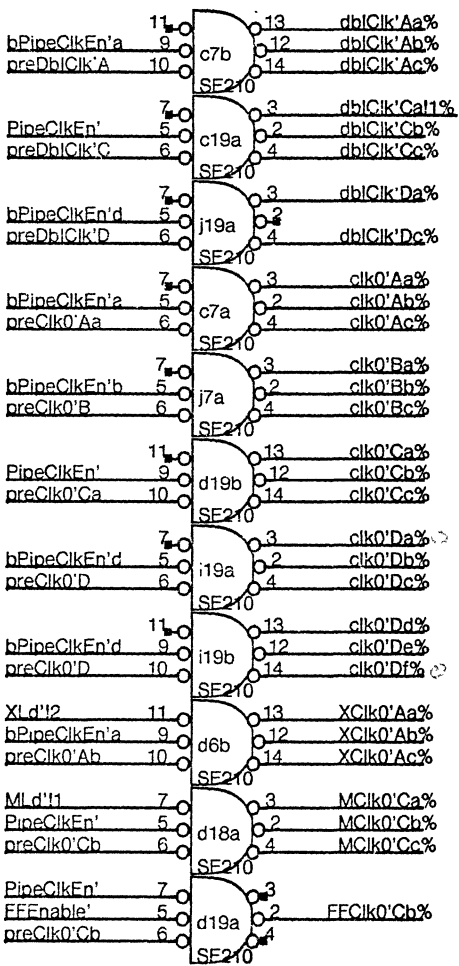 11 13 dblClk'Aa%
bPipeClkEn'a 9 c7b 12 dblClk'Ab%
preDblClk'A 10 14 dblClk'Ac%
SF210
7 3 dblClk'Ca!1%
PipeClkEn' 5 c19a 2 dblClk'Cb%
preDblClk'C 6 4 dblClk'Cc%
SF210
7 3 dblClk'Da%
bPipeClkEn'd 5 j19a 2
preDblClk'D 6 4 dblClk'Dc%
SF210
7 3 clk0'Aa%
bPipeClkEn'a 5 c7a 2 clk0'Ab%
preClk0'Aa 6 4 clk0'Ac%
SF210
7 3 clk0'Ba%
bPipeClkEn'b 5 j7a 2 clk0'Bb%
preClk0'B 6 4 clk0'Bc%
SF210
11 13 clk0'Ca%
PipeClkEn' 9 d19b 12 clk0'Cb%
preClk0'Ca 10 14 clk0'Cc%
SF210
7 3 clk0'Da%
bPipeClkEn'd 5 i19a 2 clk0'Db%
preClk0'D 6 4 clk0'Dc%
SF210
11 13 clk0'Dd%
bPipeClkEn'd 9 i19b 12 clk0'De%
preClk0'D 10 14 clk0'Df%
SF210
XLd'!2 11 13 XClk0'Aa%
bPipeClkEn'a 9 d6b 12 XClk0'Ab%
preClk0'Ab 10 14 XClk0'Ac%
SF210
MLd'!1 7 3 MClk0'Ca%
PipeClkEn' 5 d18a 2 MClk0'Cb%
preClk0'Cb 6 4 MClk0'Cc%
SF210
PipeClkEn' 7 3
FFEnable' 5 d19a 2 FFClk0'Cb%
preClk0'Cb 6 4
SF210